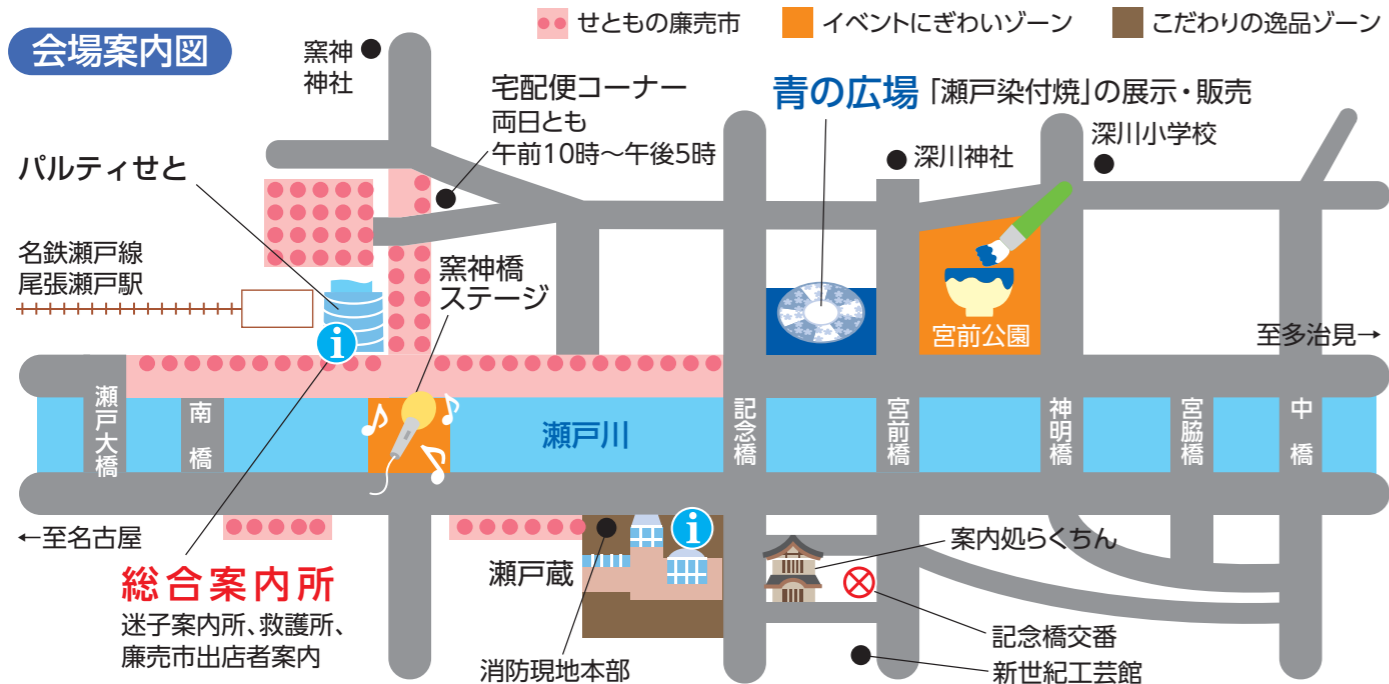 会場案内図
せともの廉売市
イベントにぎわいゾーン
こだわりの逸品ゾーン
窯神
神社
宅配便コーナー
両日とも
午前10時～午後5時
青の広場
「瀬戸染付焼」の展示・販売
深川神社
深川小学校
パルティせと
名鉄瀬戸線
尾張瀬戸駅
窯神橋
ステージ
宮前公園
至多治見→
瀬戸大橋
南橋
瀬戸川
記念橋
宮前橋
神明橋
宮脇橋
中橋
←至名古屋
総合案内所
迷子案内所、救護所、
廉売市出店者案内
瀬戸蔵
消防現地本部
案内処らくちん
記念橋交番
新世紀工芸館